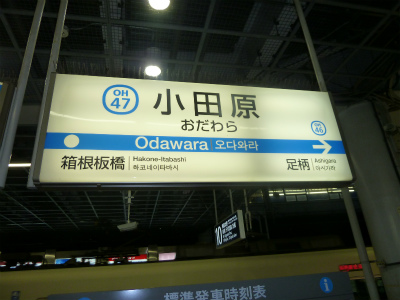 OH
47
小田原
おだわら
OH
46
Odawara 오다와라
箱根板橋 Hakone-Itabashi
하코네이타바시
足柄 Ashigara
아시가라
10
標準発車時刻表